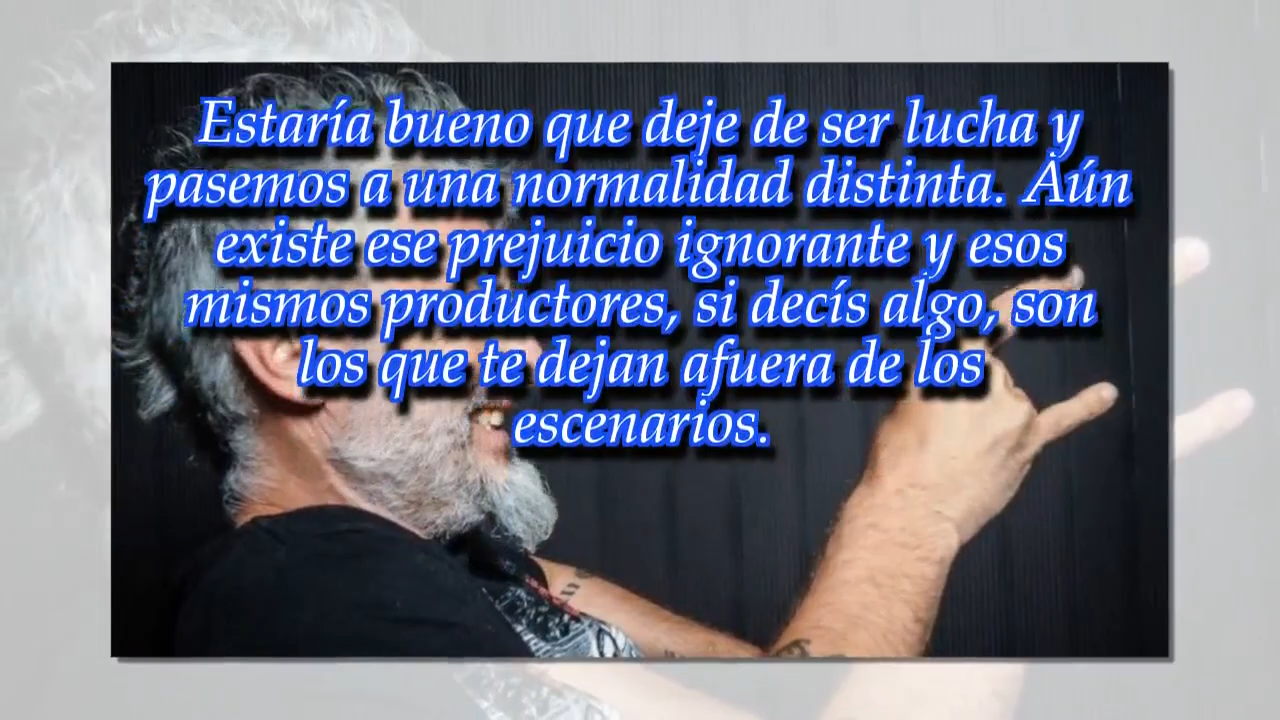 Estaría bueno que deje de ser lucha y
pasemos a una normalidad distinta. Aún
existe ese prejuicio ignorante y esos
mismos productores, si decís algo, son
los que te dejan afuera de los
escenarios.